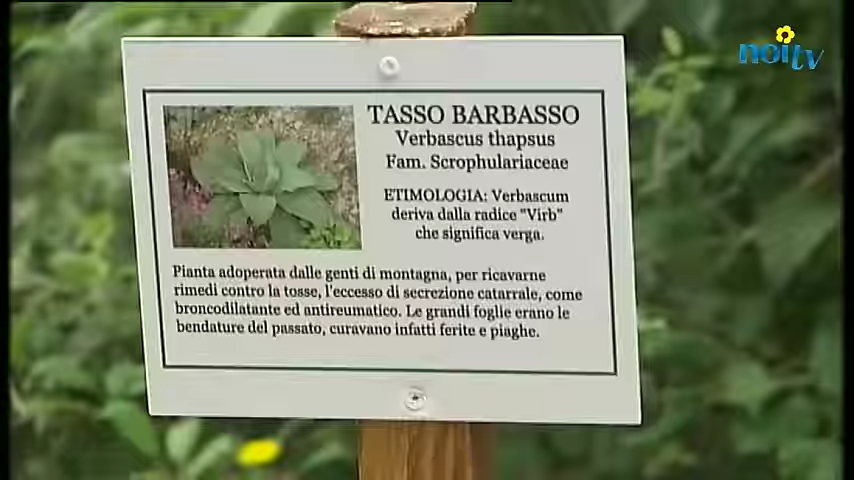 noitv
TASSO BARBASSO
Verbascus thapsus
Fam. Scrophulariaceae
ETIMOLOGIA: Verbascum
deriva dalla radice "Virb"
che significa verga.
Pianta adoperata dalle genti di montagna, per ricavarne
rimedi contro la tosse, l'eccesso di secrezione catarrale, come
broncodilatante ed antireumatico. Le grandi foglie erano le
bendature del passato, curavano infatti ferite e piaghe.